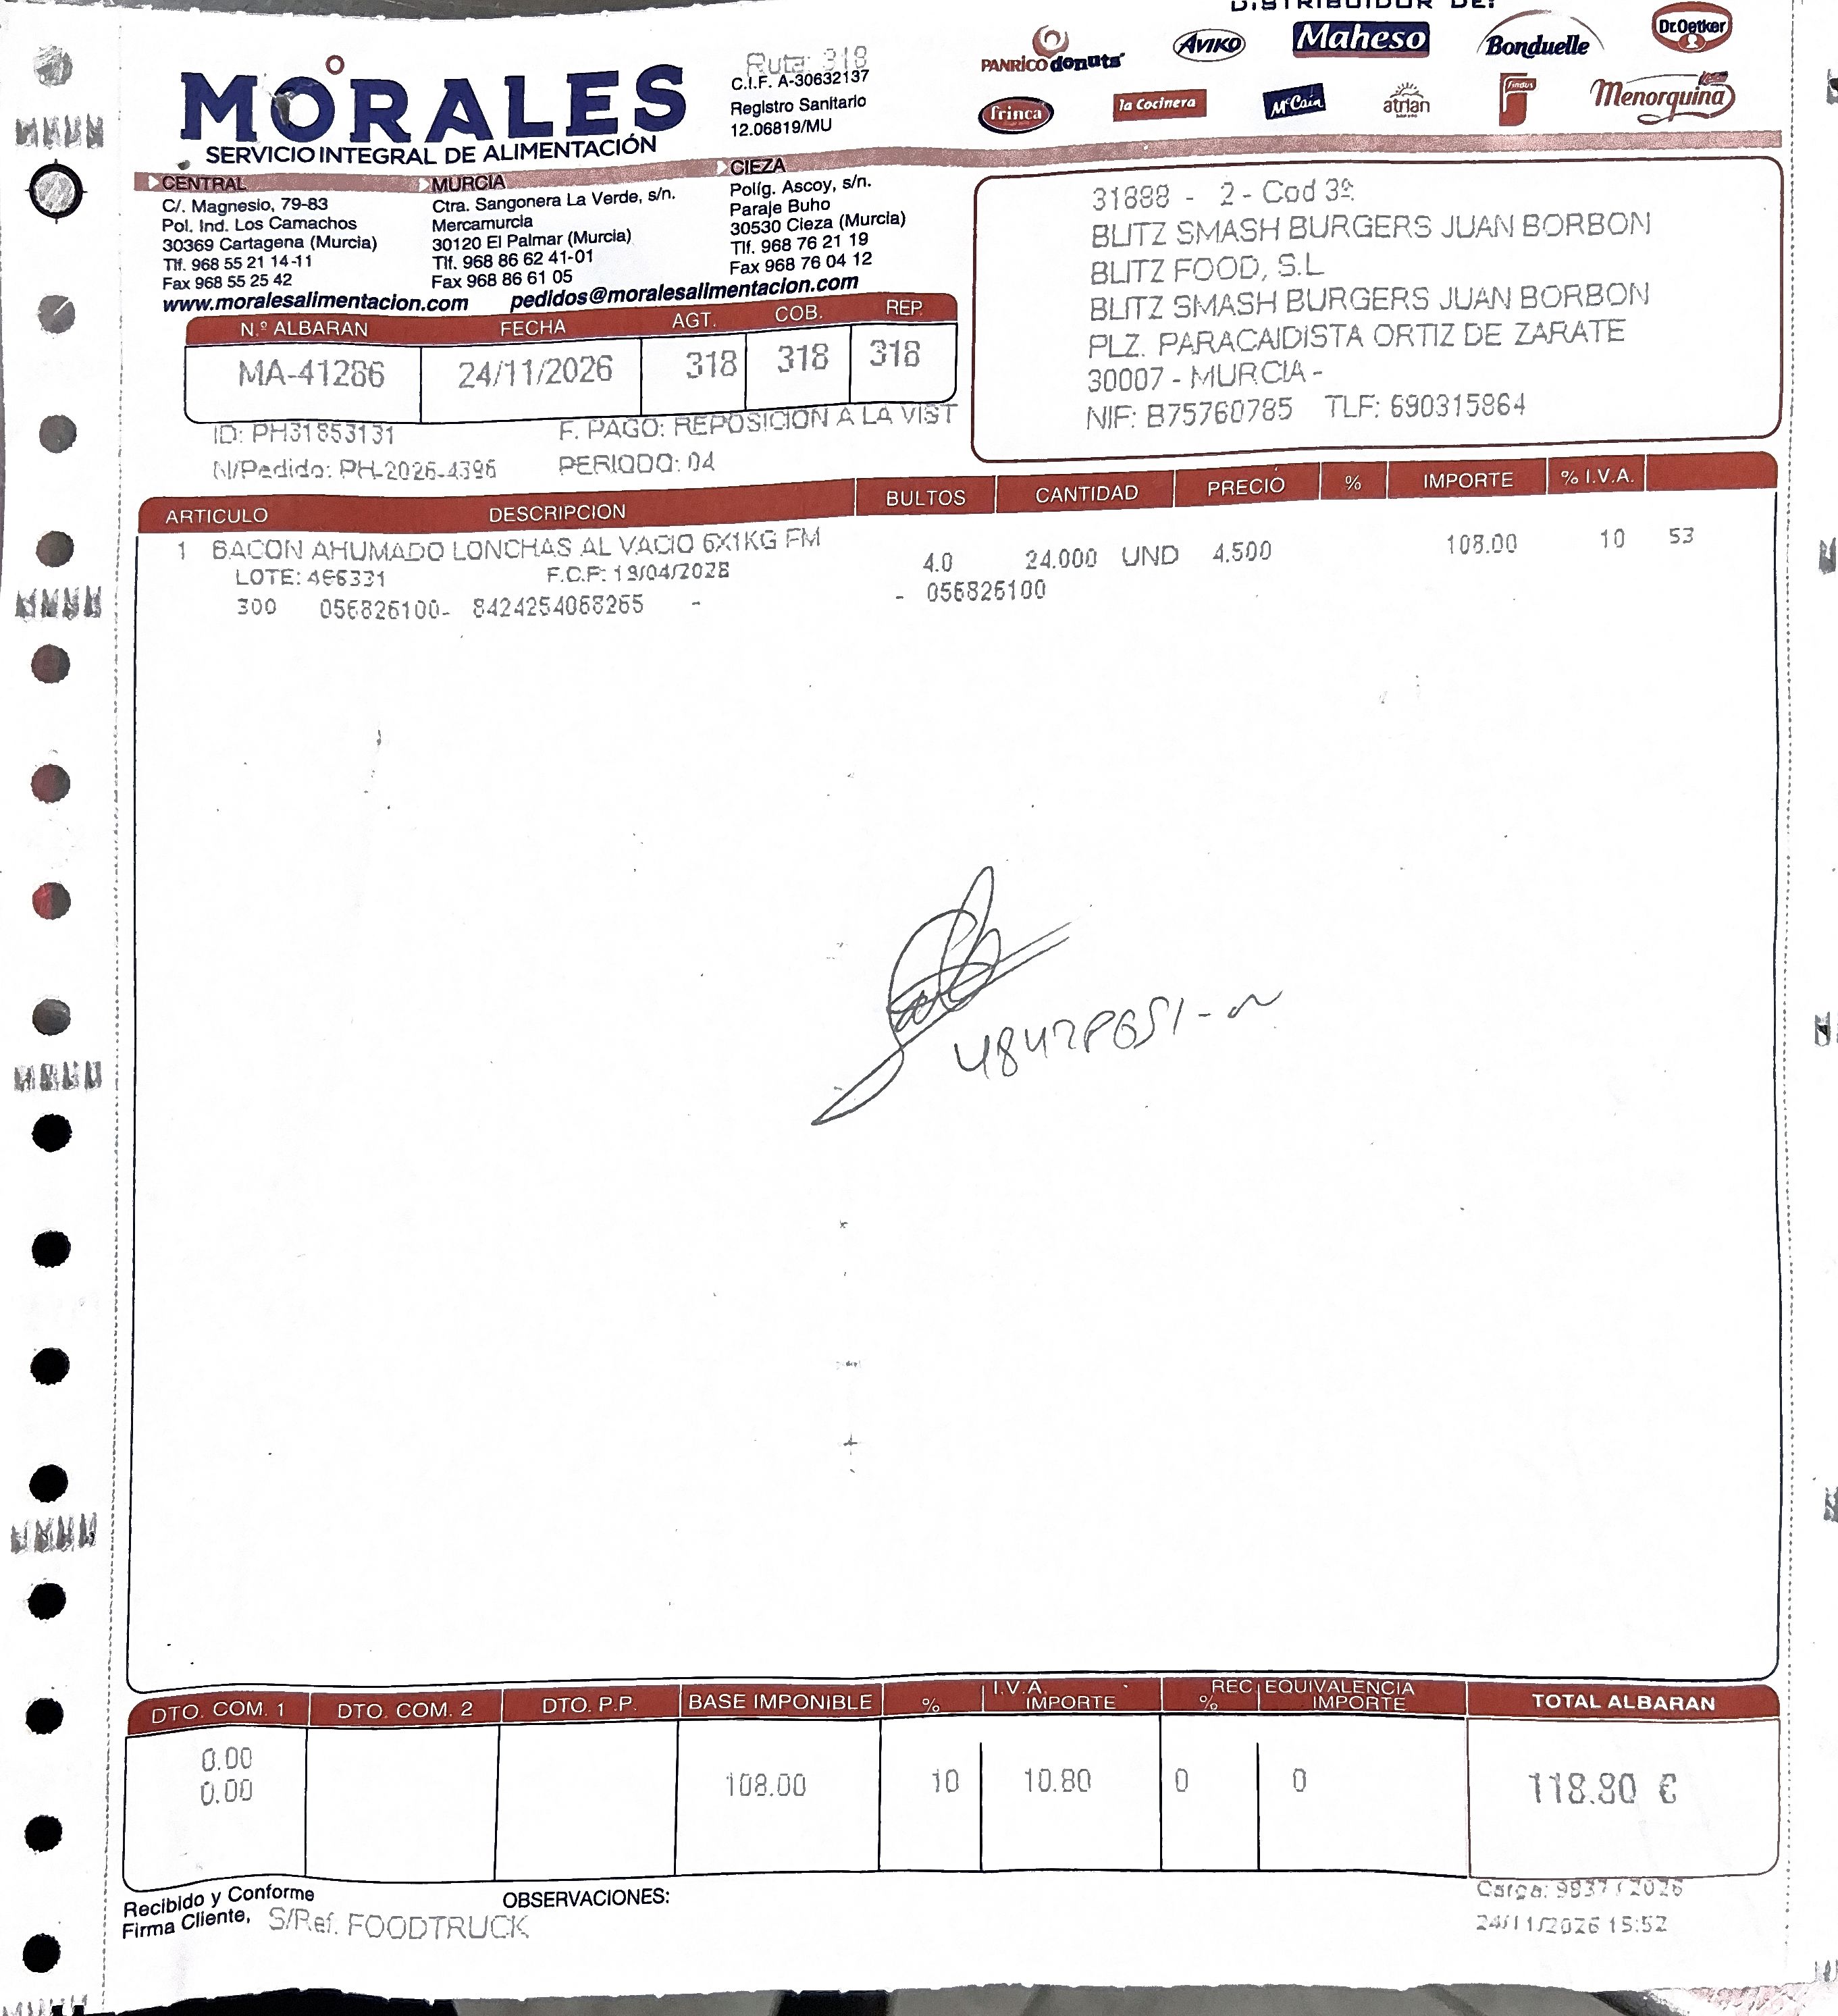 DISTRIBUIDOR DE:
MORALES
SERVICIO INTEGRAL DE ALIMENTACIÓN
Ruta: 318
C.I.F. A-30632137
Registro Sanitario
12.06819/MU
PANRICO donuts
AVIKO
Maheso
Bonduelle
Dr.Oetker
frinca
la Cocinera
McCain
atrian
Findus
Menorquina
CENTRAL
C/. Magnesio, 79-83
Pol. Ind. Los Camachos
30369 Cartagena (Murcia)
Tlf. 968 55 21 14-11
Fax 968 55 25 42
MURCIA
Ctra. Sangonera La Verde, s/n.
Mercamurcia
30120 El Palmar (Murcia)
Tlf. 968 86 62 41-01
Fax 968 86 61 05
CIEZA
Políg. Ascoy, s/n.
Paraje Buho
30530 Cieza (Murcia)
Tlf. 968 76 21 19
Fax 968 76 04 12
www.moralesalimentacion.com pedidos@moralesalimentacion.com
31888 - 2 - Cod 3ª:
BLITZ SMASH BURGERS JUAN BORBON
BLITZ FOOD, S.L
BLITZ SMASH BURGERS JUAN BORBON
PLZ. PARACAIDISTA ORTIZ DE ZARATE
30007 - MURCIA -
NIF: B75760785 TLF: 690315864
N.º ALBARAN FECHA AGT. COB. REP.
MA-41286 24/11/2026 318 318 318
ID: PH31853131 F. PAGO: REPOSICION A LA VIST
N/Pedido: PH-2026-4396 PERIODO: 04
ARTICULO DESCRIPCION BULTOS CANTIDAD PRECIO % IMPORTE % I.V.A.
1 BACON AHUMADO LONCHAS AL VACIO 6X1KG FM 4.0 24.000 UND 4.500 108.00 10 53
LOTE: 466331 F.C.F: 19/04/2028
300 056826100- 8424254068265 - - 056826100
DTO. COM. 1 DTO. COM. 2 DTO. P.P. BASE IMPONIBLE % I.V.A. IMPORTE REC. EQUIVALENCIA % IMPORTE TOTAL ALBARAN
0.00
0.00
108.00 10 10.80 0 0 118.80 €
Recibido y Conforme
Firma Cliente,
S/Ref. FOODTRUCK
OBSERVACIONES:
Carga: 9837 / 2026
24/11/2026 15:52